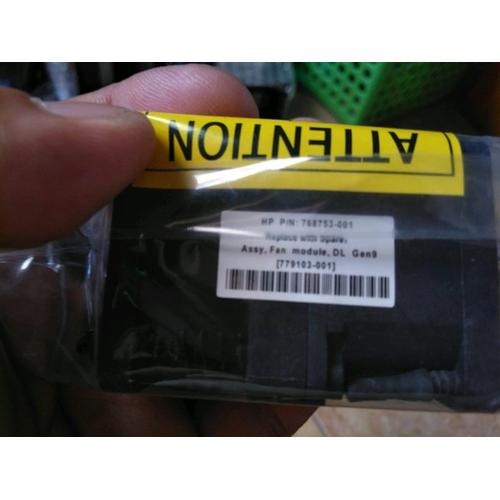 ATTENTION
HP P/N: 768753-001
Replace with Spare:
Assy, Fan module, DL Gen9
[779103-001]